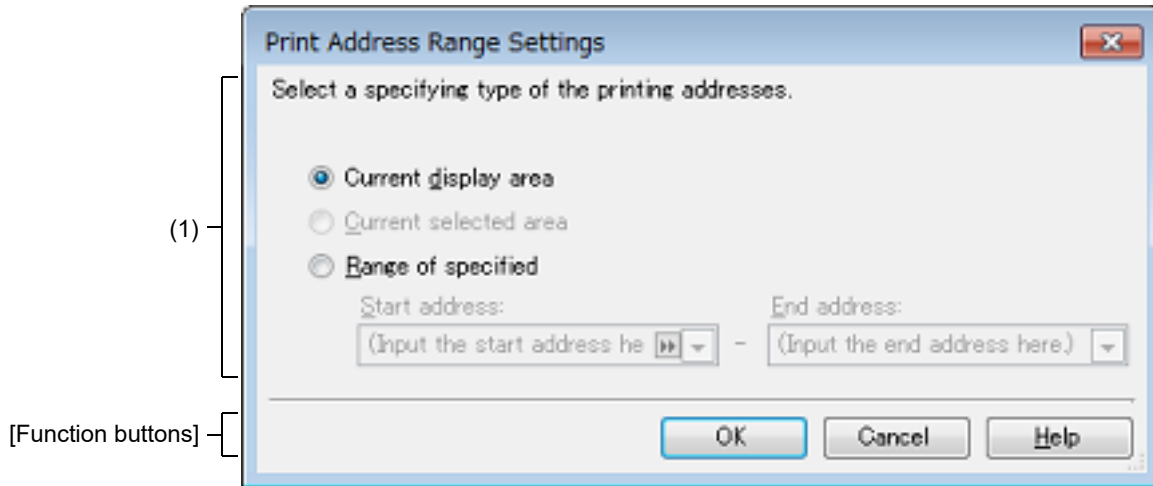 Print Address Range Settings
Select a specifying type of the printing addresses.
Current display area
(1)
Current selected area
Range of specified
Start address: End address:
(Input the start address he - (Input the end address here.)
[Function buttons]
OK Cancel Help